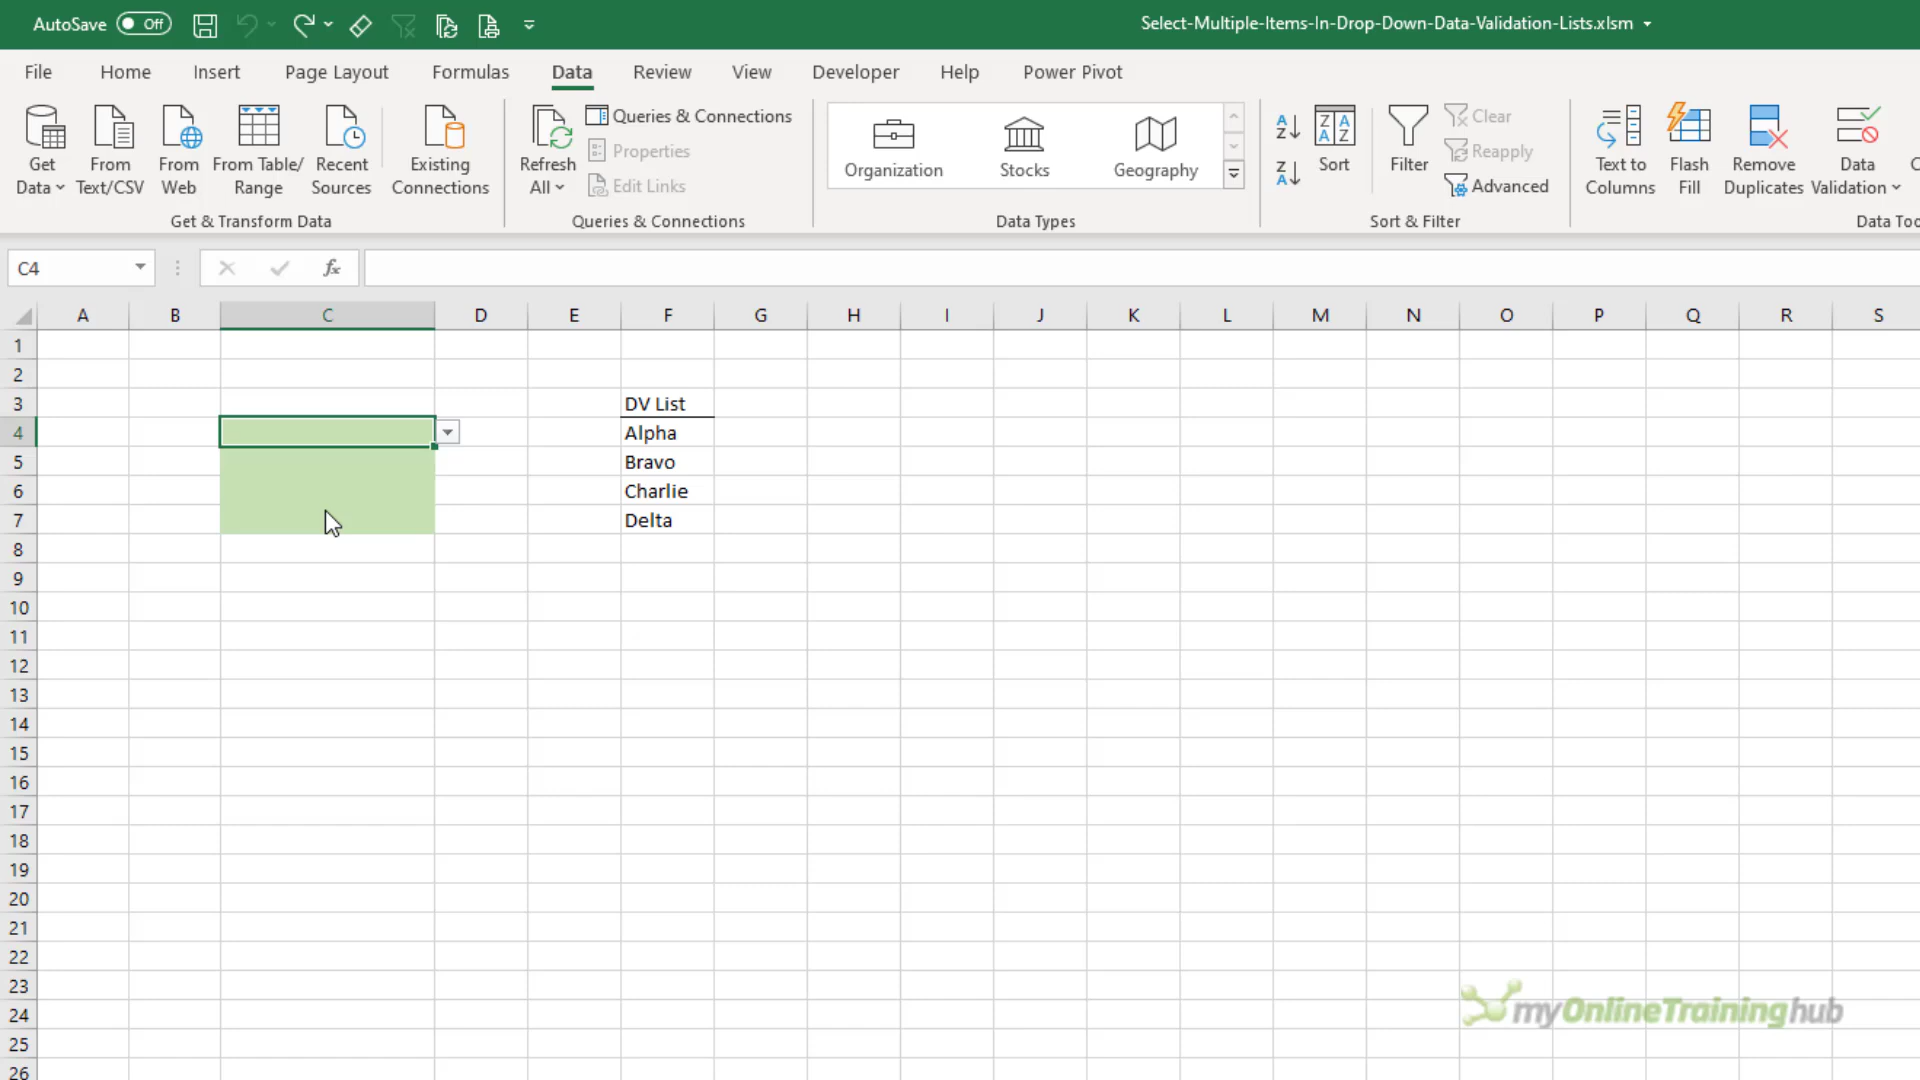 AutoSave Off
Select-Multiple-Items-In-Drop-Down-Data-Validation-Lists.xlsm
File Home Insert Page Layout Formulas Data Review View Developer Help Power Pivot
Get Data
From Text/CSV
From Web
From Table/ Range
Recent Sources
Existing Connections
Get & Transform Data
Refresh All
Queries & Connections
Properties
Edit Links
Queries & Connections
Organization
Stocks
Geography
Data Types
Sort
Filter
Clear
Reapply
Advanced
Sort & Filter
Text to Columns
Flash Fill
Remove Duplicates
Data Validation
Data Too
C4
fx
A B C D E F G H I J K L M N O P Q R S
1
2
3 DV List
4 Alpha
5 Bravo
6 Charlie
7 Delta
8
9
10
11
12
13
14
15
16
17
18
19
20
21
22
23
24
25
26
myOnlineTraininghub